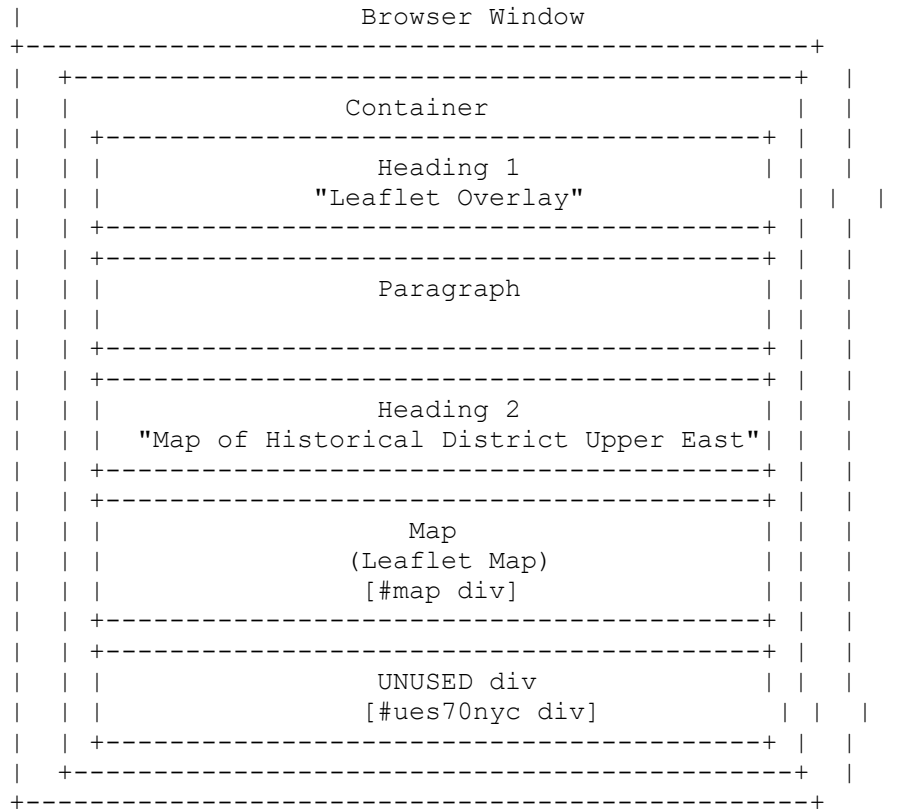 Browser Window
Container
Heading 1
"Leaflet Overlay"
Paragraph
Heading 2
"Map of Historical District Upper East"
Map
(Leaflet Map)
[#map div]
UNUSED div
[#ues70nyc div]